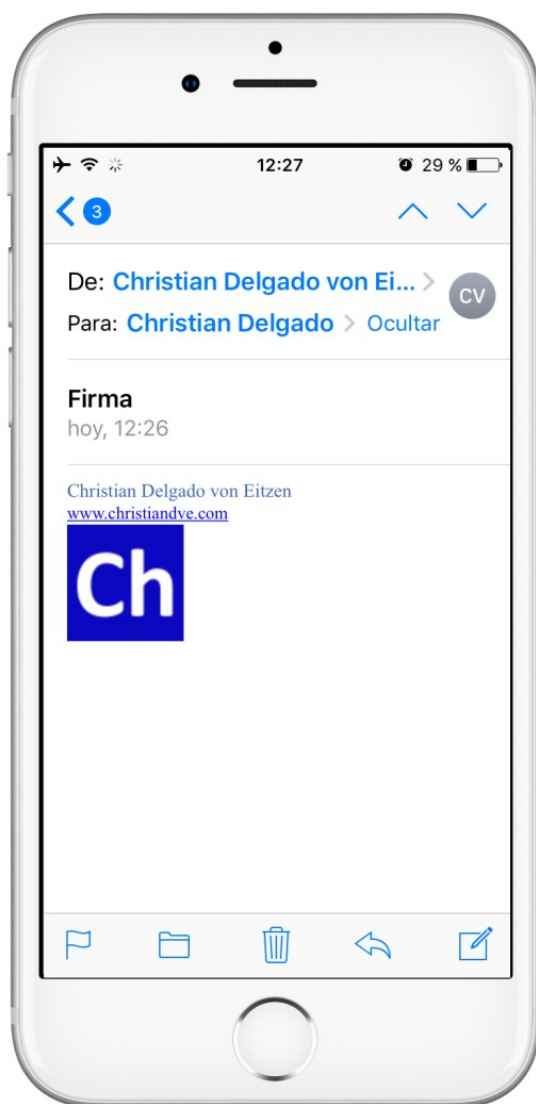 12:27
29 %
3
De: Christian Delgado von Ei...
CV
Para: Christian Delgado Ocultar
Firma
hoy, 12:26
Christian Delgado von Eitzen
www.christiandve.com
Ch